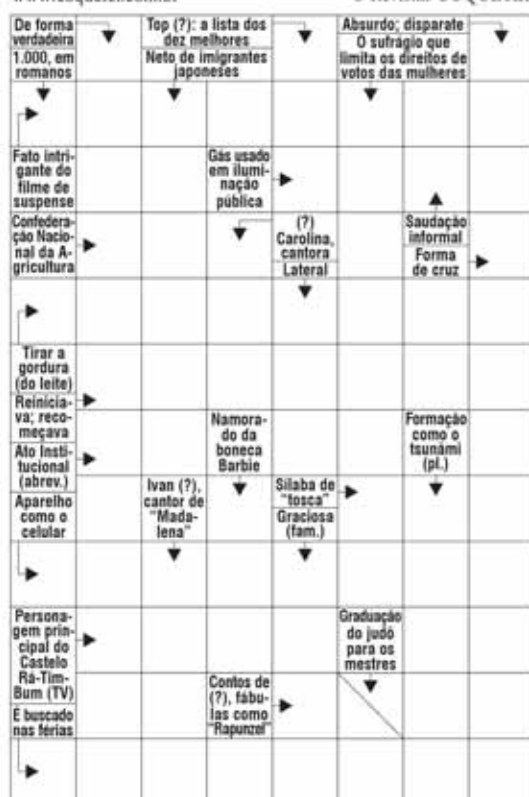 De forma
verdadeira
1.000, em
romanos
Top (?): a lista dos
dez melhores
Neto de imigrantes
japoneses
Absurdo; disparate
O sufrágio que
limita os direitos de
votos das mulheres
Fato intri-
gante do
filme de
suspense
Gás usado
em ilumi-
nação
pública
Confedera-
ção Nacio-
nal da A-
gricultura
(?)
Carolina,
cantora
Lateral
Saudação
informal
Forma
de cruz
Tirar a
gordura
(do leite)
Reinicia-
va; reco-
meçava
Ato Insti-
tucional
(abrev.)
Aparelho
como o
celular
Namora-
do da
boneca
Barbie
Formação
como o
tsunami
(pl.)
Ivan (?),
cantor de
"Mada-
lena"
Sílaba de
"tosca"
Graciosa
(fam.)
Persona-
gem prin-
cipal do
Castelo
Rá-Tim-
Bum (TV)
É buscado
nas férias
Graduação
do judô
para os
mestres
Contos de
(?), fábu-
las como
"Rapunzel"